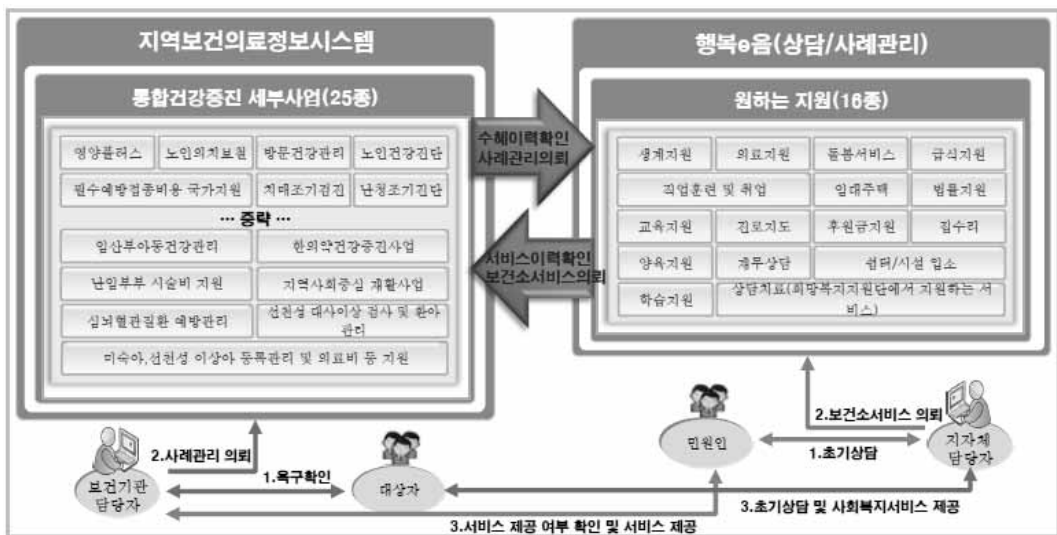 지역보건의료정보시스템
통합건강증진 세부사업(25종)
영양플러스 노인의치보철 방문건강관리 노인건강진단
필수예방접종비용 국가지원 치매조기검진 난청조기진단
··· 중략 ···
임산부아동건강관리 한의약건강증진사업
난임부부 시술비 지원 지역사회중심 재활사업
심뇌혈관질환 예방관리 선천성 대사이상 검사 및 환아
관리
미숙아,선천성 이상아 등록관리 및 의료비 등 지원
수혜이력확인
사례관리의뢰
서비스이력확인
보건소서비스의뢰
행복e음(상담/사례관리)
원하는 지원(16종)
생계지원 의료지원 돌봄서비스 급식지원
직업훈련 및 취업 임대주택 법률지원
교육지원 진로지도 후원금지원 집수리
양육지원 재무상담 쉼터/시설 입소
학습지원 상담치료(희망복지지원단에서 지원하는 서
비스)
2.사례관리 의뢰
1.욕구확인
보건기관
담당자
대상자
민원인
2.보건소서비스 의뢰
1.초기상담
지자체
담당자
3.초기상담 및 사회복지서비스 제공
3.서비스 제공 여부 확인 및 서비스 제공